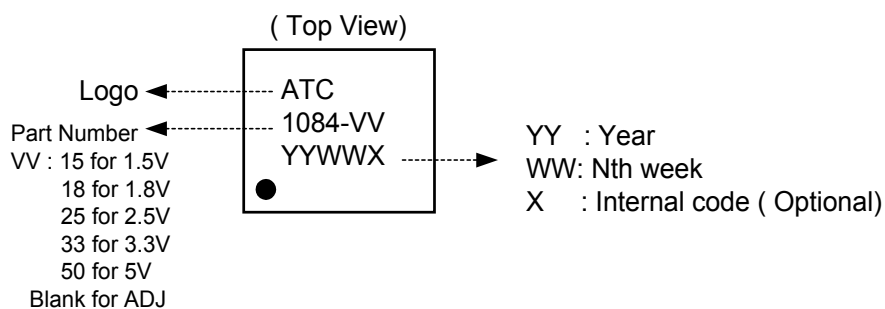 ( Top View)
Logo
ATC
Part Number
1084-VV
YYWWX
VV : 15 for 1.5V
18 for 1.8V
25 for 2.5V
33 for 3.3V
50 for 5V
Blank for ADJ
YY : Year
WW: Nth week
X : Internal code ( Optional)